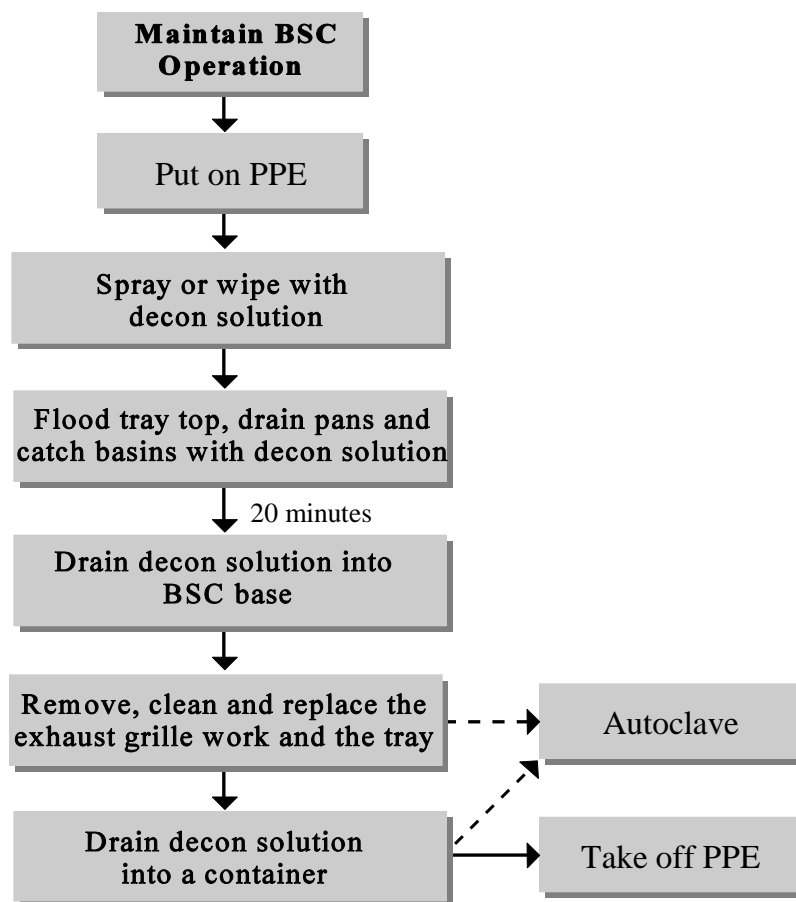 Maintain BSC
Operation
Put on PPE
Spray or wipe with
decon solution
Flood tray top, drain pans and
catch basins with decon solution
20 minutes
Drain decon solution into
BSC base
Remove, clean and replace the
exhaust grille work and the tray
Autoclave
Drain decon solution
into a container
Take off PPE